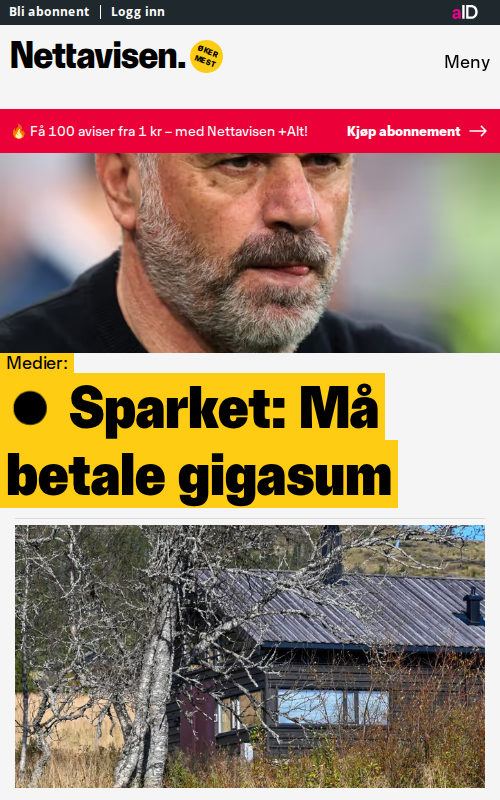 Bli abonnent | Logg inn
aID
Nettavisen.
ØKER
MEST
Meny
🔥 Få 100 aviser fra 1 kr – med Nettavisen +Alt!
Kjøp abonnement →
Medier:
● Sparket: Må
betale gigasum